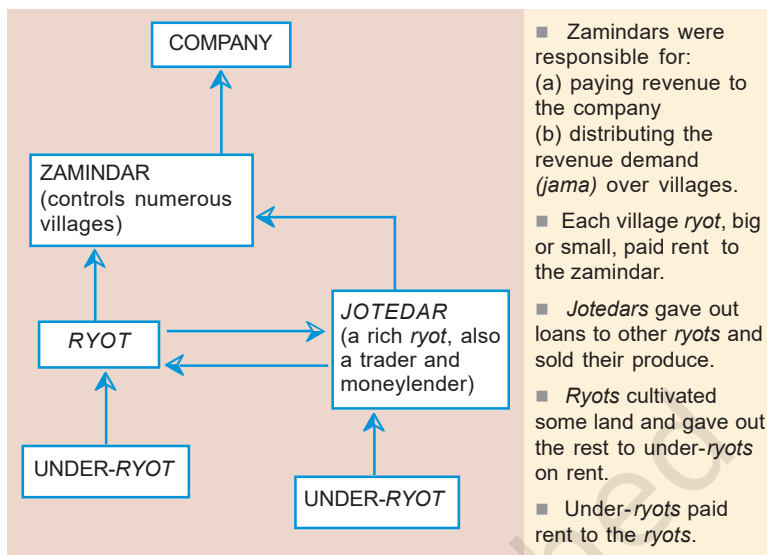 COMPANY
ZAMINDAR
(controls numerous
villages)
RYOT
JOTEDAR
(a rich ryot, also
a trader and
moneylender)
UNDER-RYOT
UNDER-RYOT
■ Zamindars were
responsible for:
(a) paying revenue to
the company
(b) distributing the
revenue demand
(jama) over villages.
■ Each village ryot, big
or small, paid rent to
the zamindar.
■ Jotedars gave out
loans to other ryots and
sold their produce.
■ Ryots cultivated
some land and gave out
the rest to under-ryots
on rent.
■ Under-ryots paid
rent to the ryots.